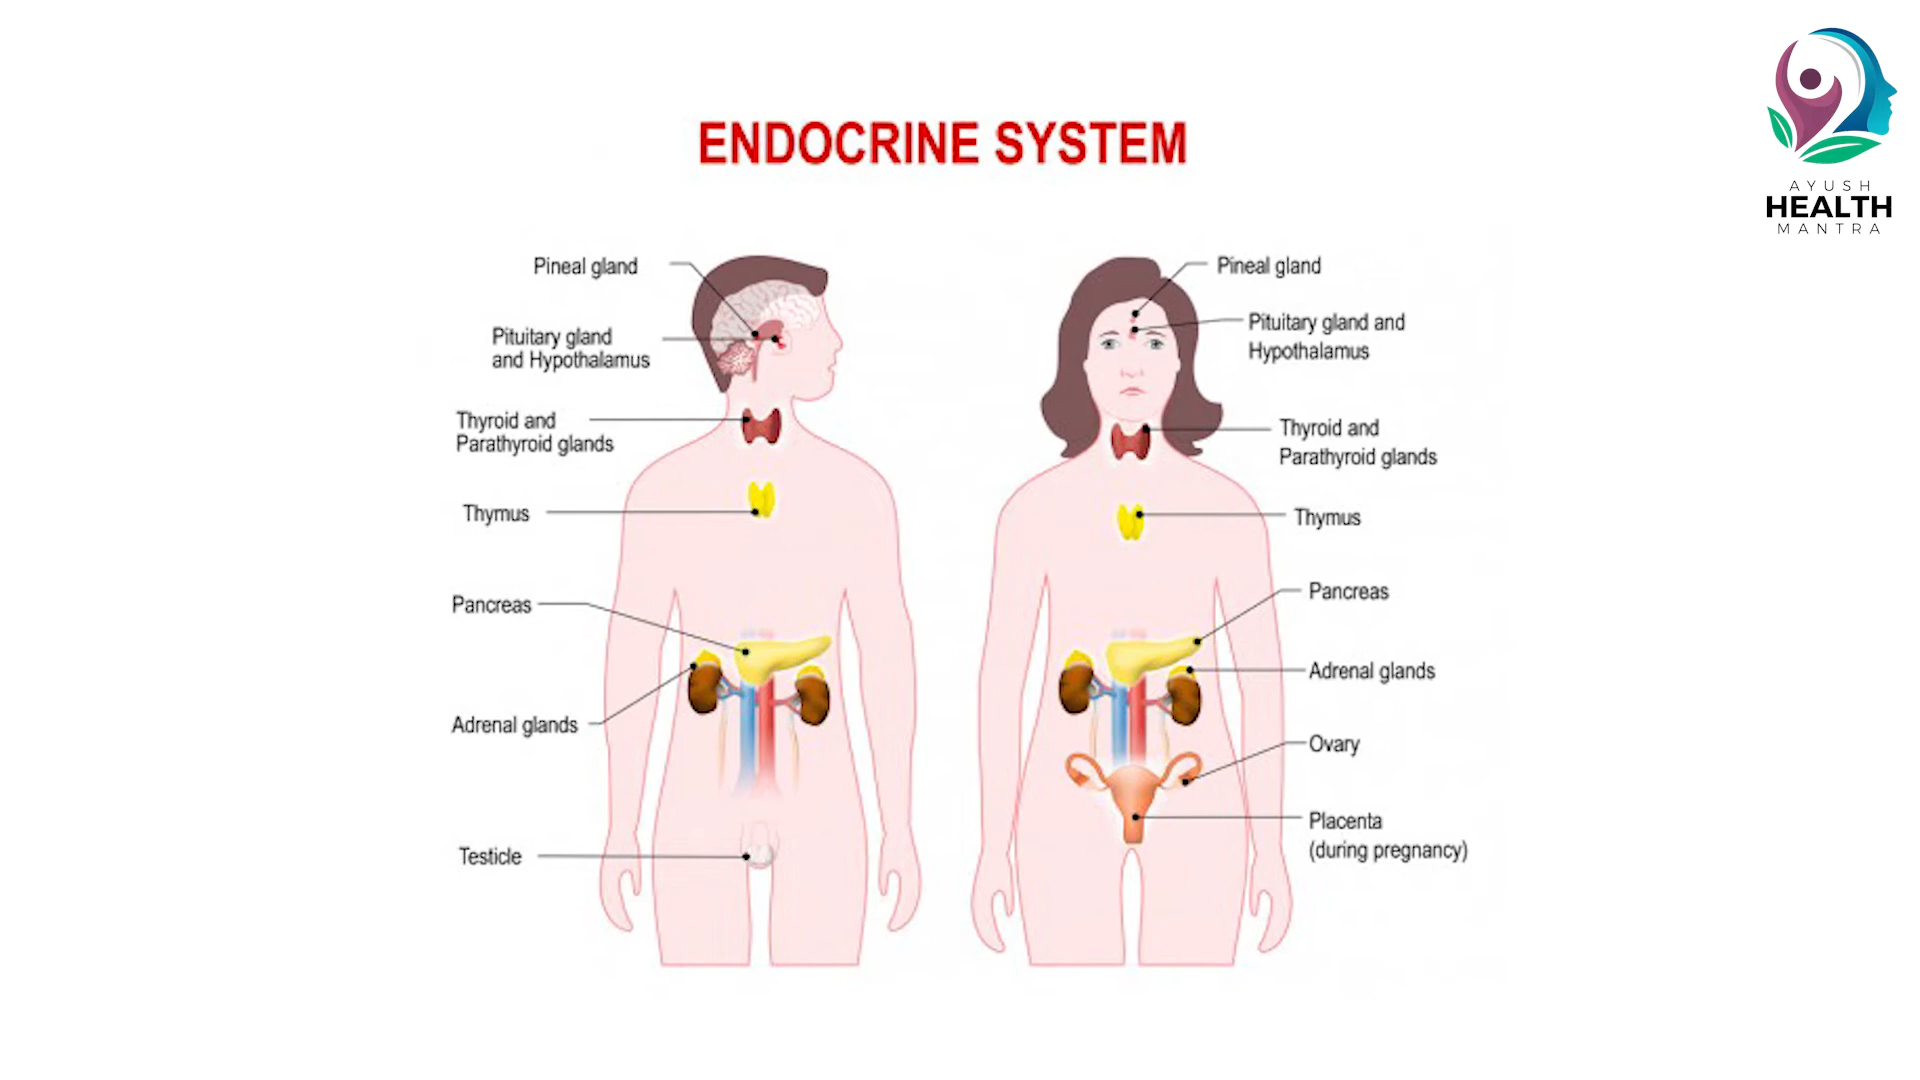 AYUSH
HEALTH
MANTRA
ENDOCRINE SYSTEM
Pineal gland
Pituitary gland
and Hypothalamus
Thyroid and
Parathyroid glands
Thymus
Pancreas
Adrenal glands
Testicle
Pineal gland
Pituitary gland and
Hypothalamus
Thyroid and
Parathyroid glands
Thymus
Pancreas
Adrenal glands
Ovary
Placenta
(during pregnancy)